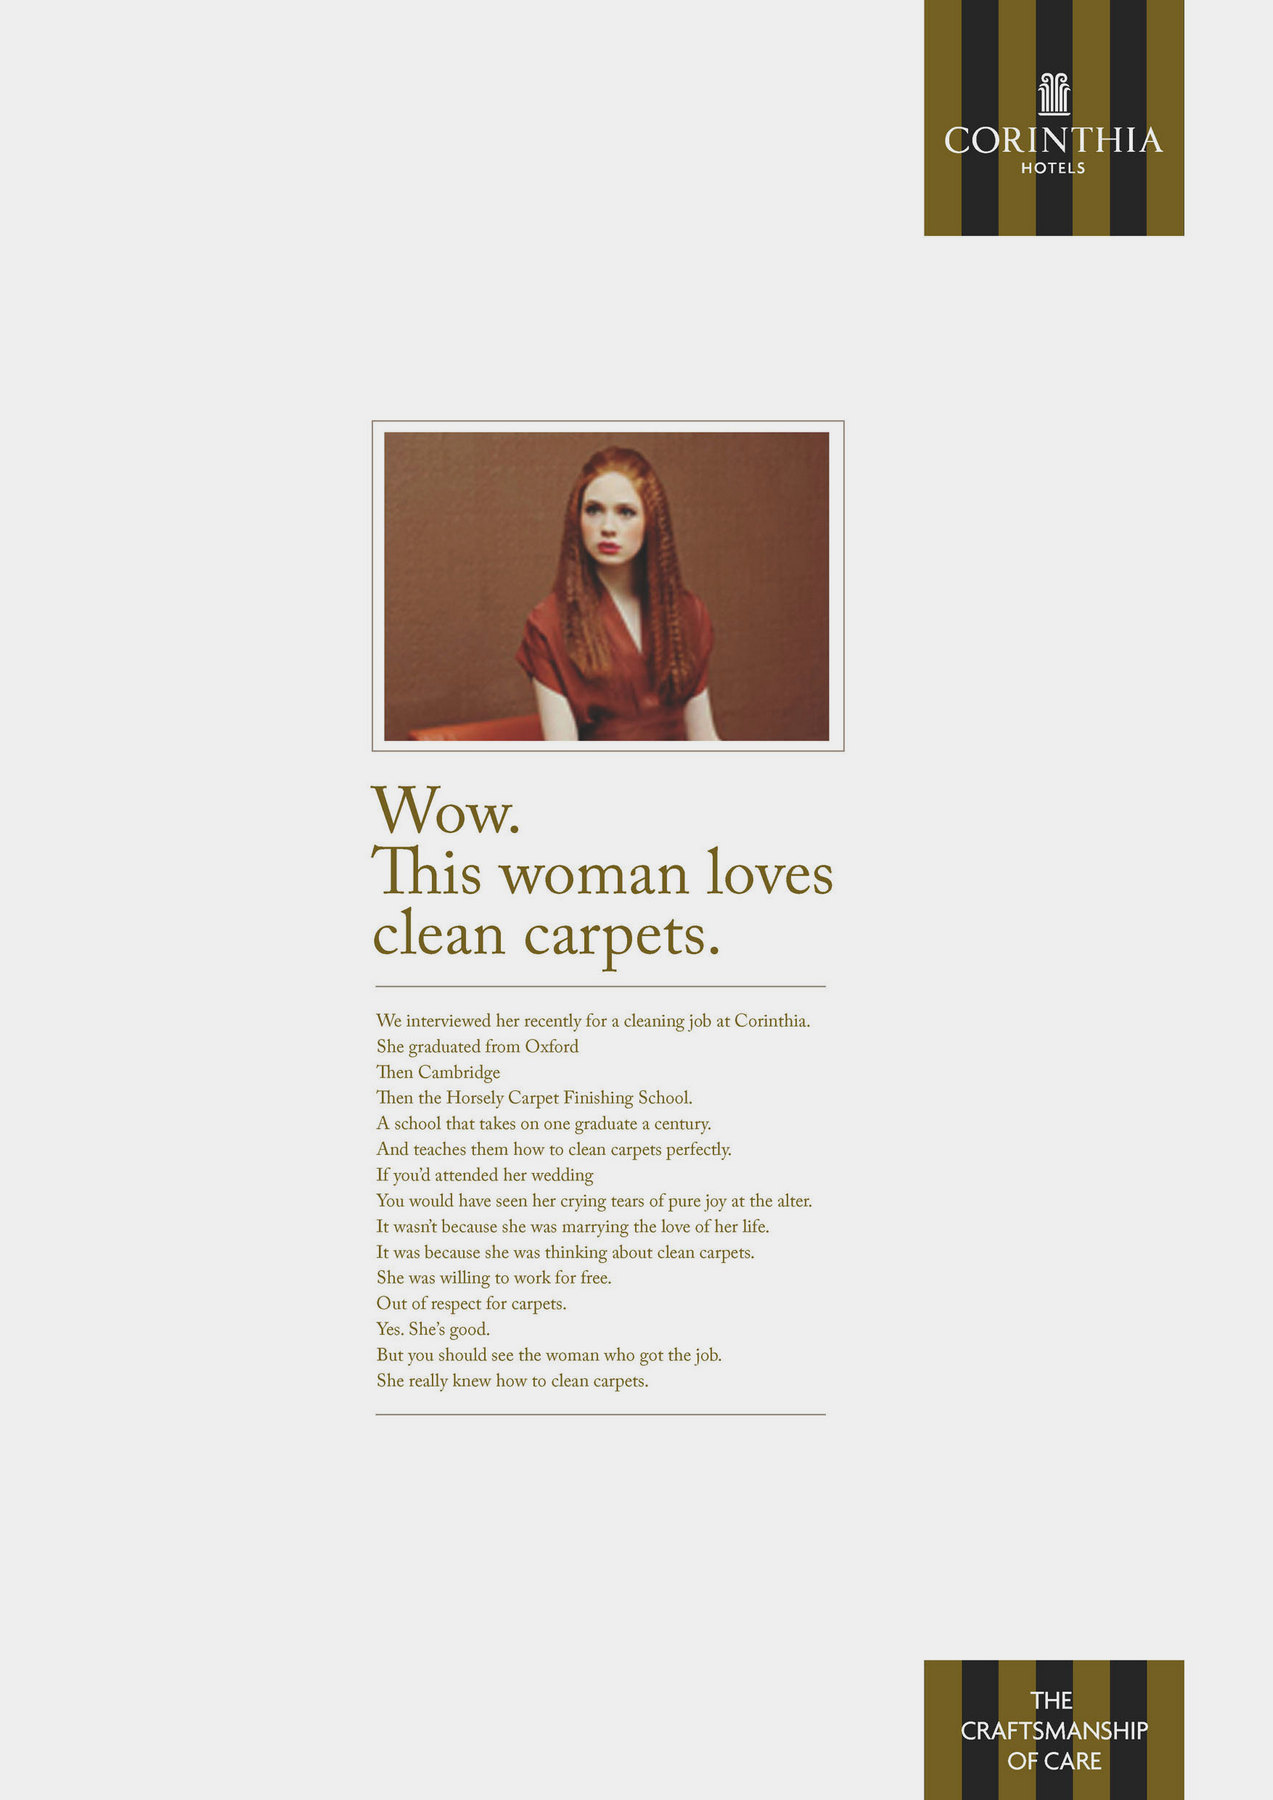 CORINTHIA
HOTELS
Wow.
This woman loves
clean carpets.
We interviewed her recently for a cleaning job at Corinthia.
She graduated from Oxford
Then Cambridge
Then the Horsely Carpet Finishing School.
A school that takes on one graduate a century.
And teaches them how to clean carpets perfectly.
If you’d attended her wedding
You would have seen her crying tears of pure joy at the alter.
It wasn’t because she was marrying the love of her life.
It was because she was thinking about clean carpets.
She was willing to work for free.
Out of respect for carpets.
Yes. She’s good.
But you should see the woman who got the job.
She really knew how to clean carpets.
THE
CRAFTSMANSHIP
OF CARE